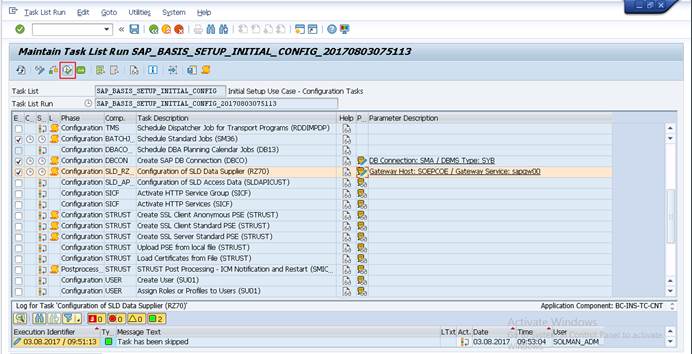 Task List Run Edit Goto Utilities System Help
Maintain Task List Run SAP_BASIS_SETUP_INITIAL_CONFIG_20170803075113
Task List SAP_BASIS_SETUP_INITIAL_CONFIG Initial Setup Use Case - Configuration Tasks
Task List Run SAP_BASIS_SETUP_INITIAL_CONFIG_20170803075113
E... C... S... L... Phase Comp. Task Description Help P... Parameter Description
Configuration TMS Schedule Dispatcher Job for Transport Programs (RDDIMPDP)
Configuration BATCHJ... Schedule Standard Jobs (SM36)
Configuration DBACO... Schedule DBA Planning Calendar Jobs (DB13)
Configuration DBCON Create SAP DB Connection (DBCO) DB Connection: SMA / DBMS Type: SYB
Configuration SLD_RZ... Configuration of SLD Data Supplier (RZ70) Gateway Host: SOEPCOE / Gateway Service: sapgw00
Configuration SLD_AP... Configuration of SLD Access Data (SLDAPICUST)
Configuration SICF Activate HTTP Service Group (SICF)
Configuration SICF Activate HTTP Services (SICF)
Configuration STRUST Create SSL Client Anonymous PSE (STRUST)
Configuration STRUST Create SSL Client Standard PSE (STRUST)
Configuration STRUST Create SSL Server Standard PSE (STRUST)
Configuration STRUST Upload PSE from local file (STRUST)
Configuration STRUST Load Certificates from File (STRUST)
Postprocess... STRUST STRUST Post Processing - ICM Notification and Restart (SMIC...
Configuration USER Create User (SU01)
Configuration USER Assign Roles or Profiles to Users (SU01)
Log for Task 'Configuration of SLD Data Supplier (RZ70)' Application Component: BC-INS-TC-CNT
0 0 0 2
Activate Windows
Execution Identifier Ty... Message Text LTxt Act. Date Time User
Control Panel to activate
03.08.2017 / 09:51:13 Task has been skipped 03.08.2017 09:53:04 SOLMAN_ADM
Windows.